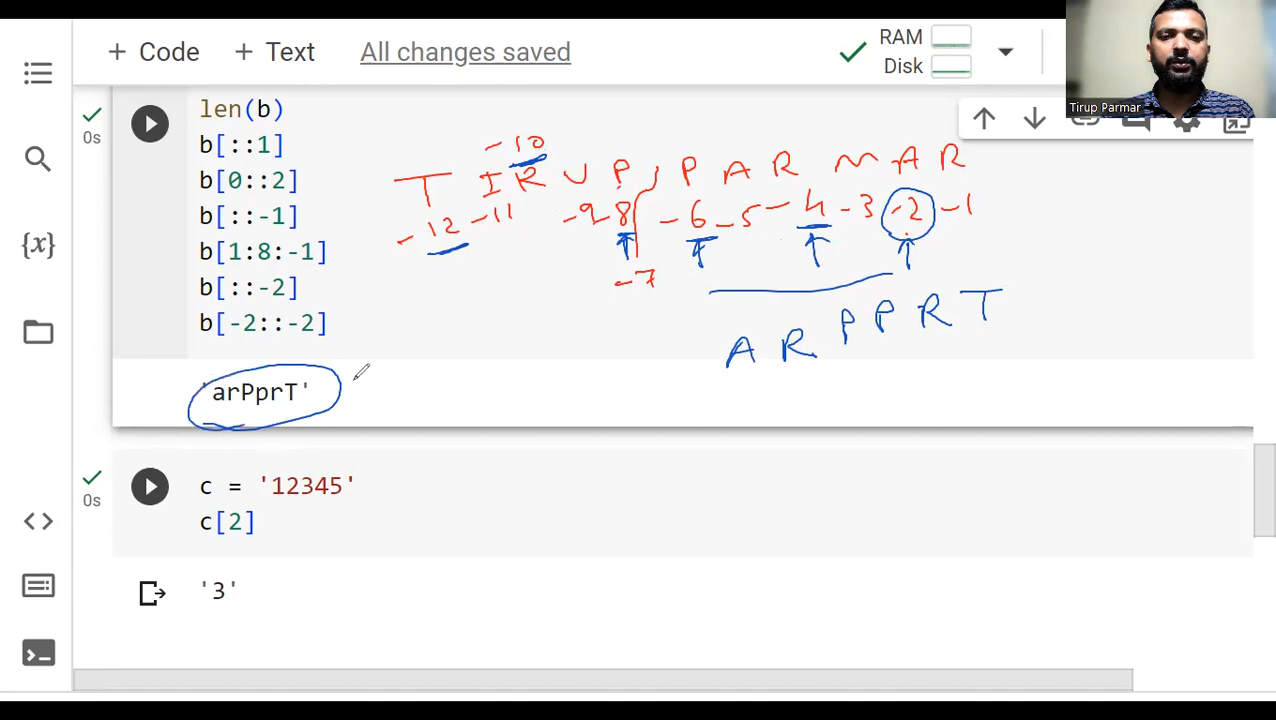 + Code + Text All changes saved
RAM
Disk
Tirup Parmar
len(b)
b[::1]
b[0::2]
b[::-1]
b[1:8:-1]
b[::-2]
b[-2::-2]
-10
T I R U P P A R M A R
-12 -11 -9 -8 -6 -5 -4 -3 -2 -1
-7
A R P P R T
{x}
0s
'arPprT'
c = '12345'
c[2]
0s
'3'